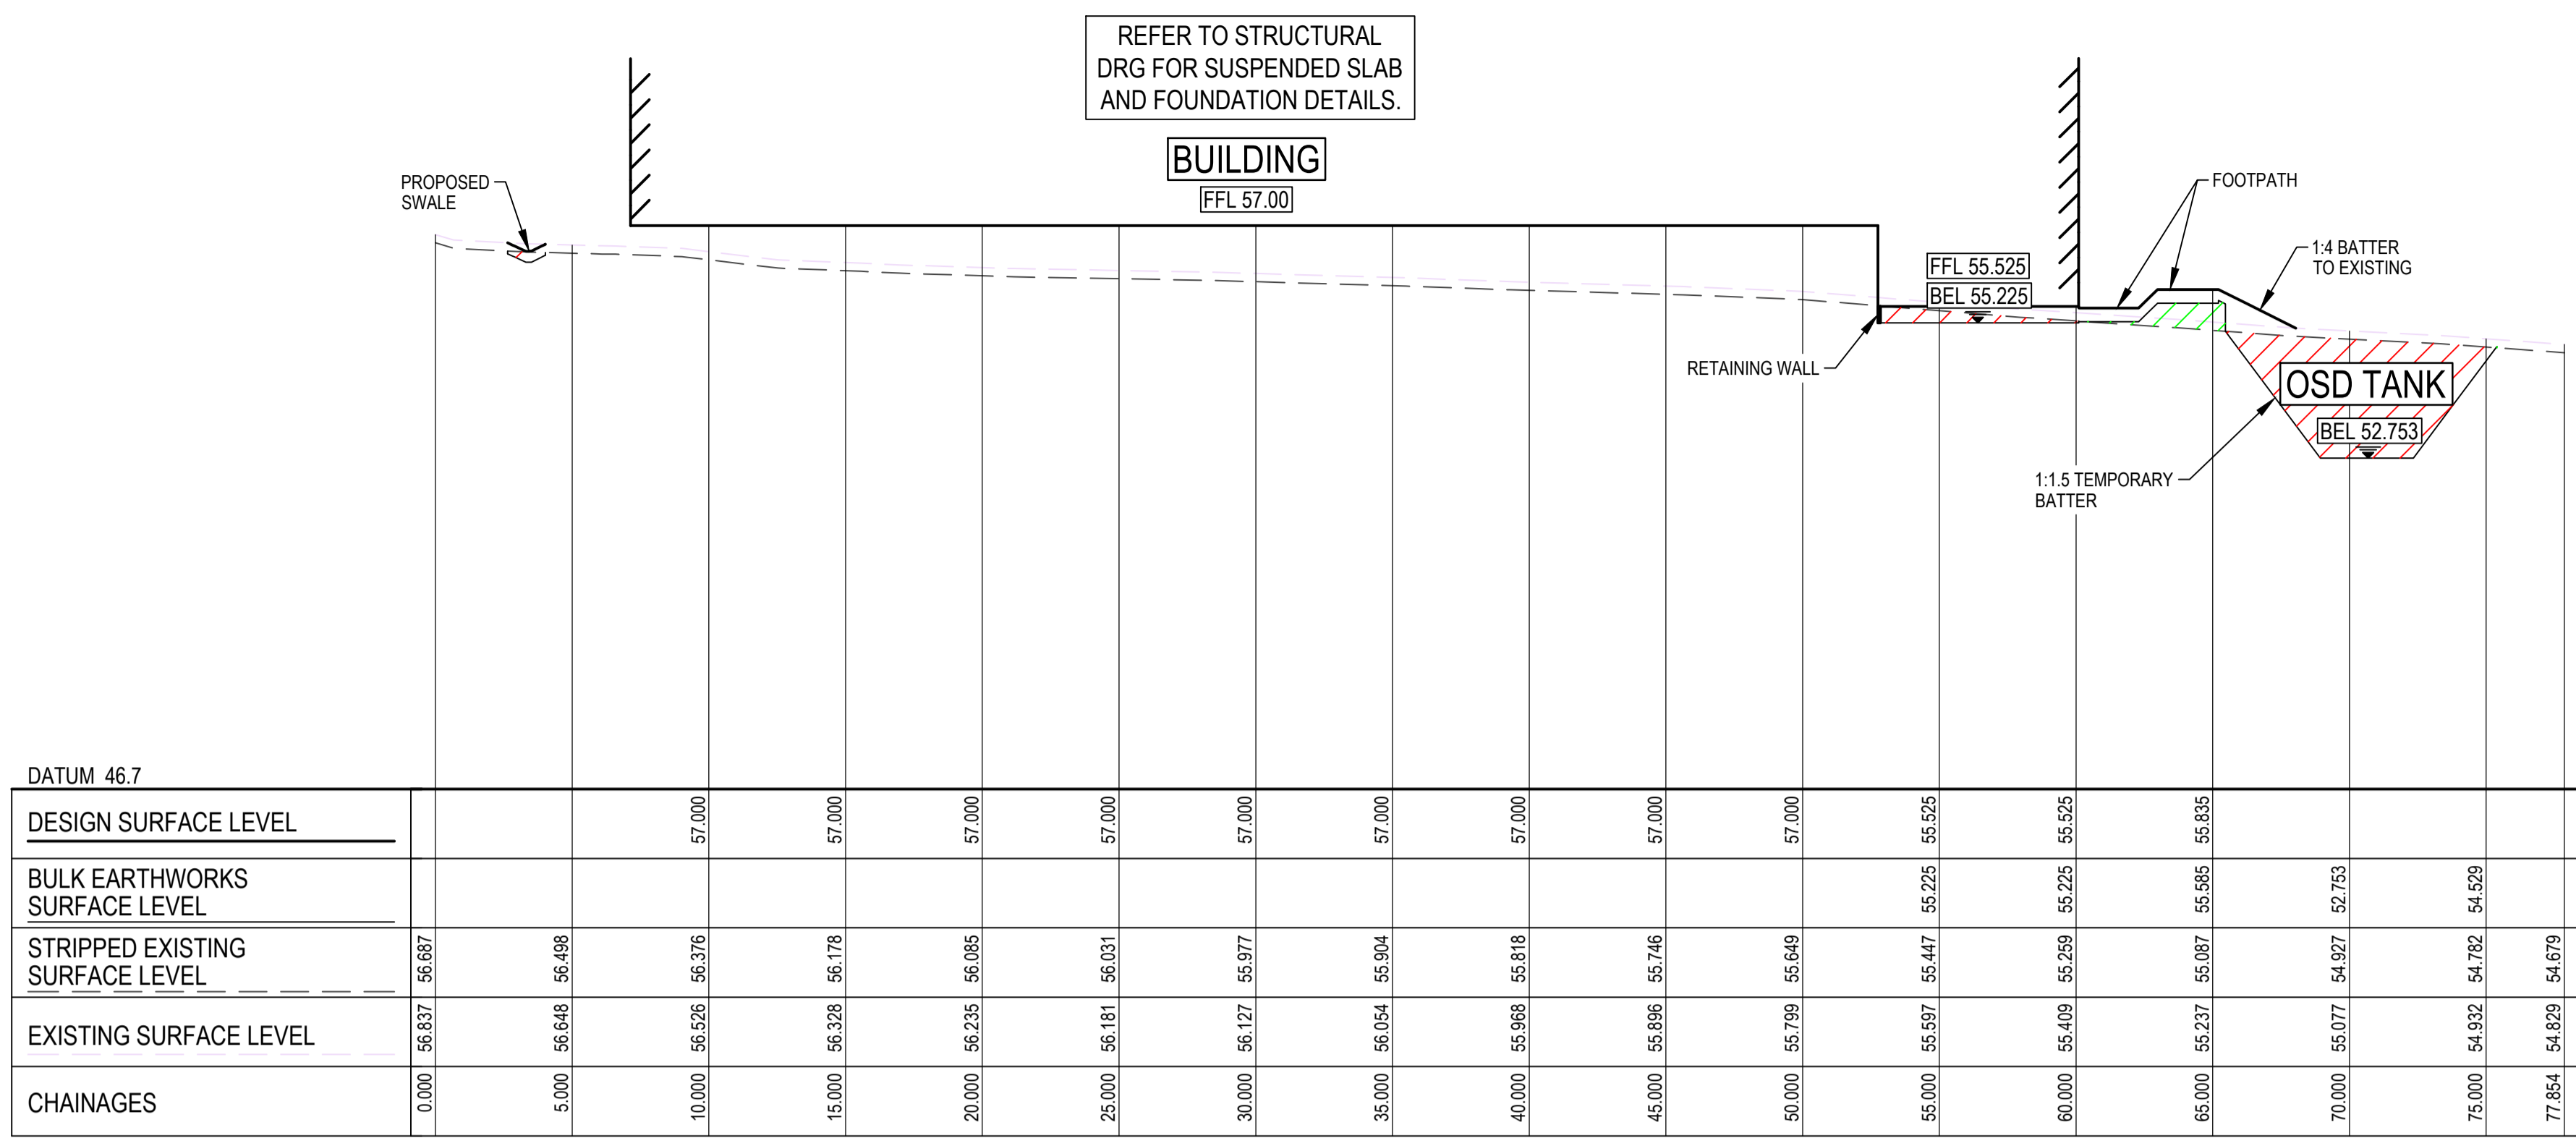 REFER TO STRUCTURAL
DRG FOR SUSPENDED SLAB
AND FOUNDATION DETAILS.
BUILDING
FFL 57.00
PROPOSED
SWALE
FOOTPATH
1:4 BATTER
TO EXISTING
FFL 55.525
BEL 55.225
RETAINING WALL
OSD TANK
BEL 52.753
1:1.5 TEMPORARY
BATTER
DATUM 46.7
DESIGN SURFACE LEVEL
57.000 57.000 57.000 57.000 57.000 57.000 57.000 57.000 57.000 55.525 55.525 55.835
BULK EARTHWORKS
SURFACE LEVEL
55.225 55.225 55.585 52.753 54.529
STRIPPED EXISTING
SURFACE LEVEL
56.687 56.498 56.376 56.178 56.085 56.031 55.977 55.904 55.818 55.746 55.649 55.447 55.259 55.087 54.927 54.782 54.679
EXISTING SURFACE LEVEL
56.837 56.648 56.526 56.328 56.235 56.181 56.127 56.054 55.968 55.896 55.799 55.597 55.409 55.237 55.077 54.932 54.829
CHAINAGES
0.000 5.000 10.000 15.000 20.000 25.000 30.000 35.000 40.000 45.000 50.000 55.000 60.000 65.000 70.000 75.000 77.854